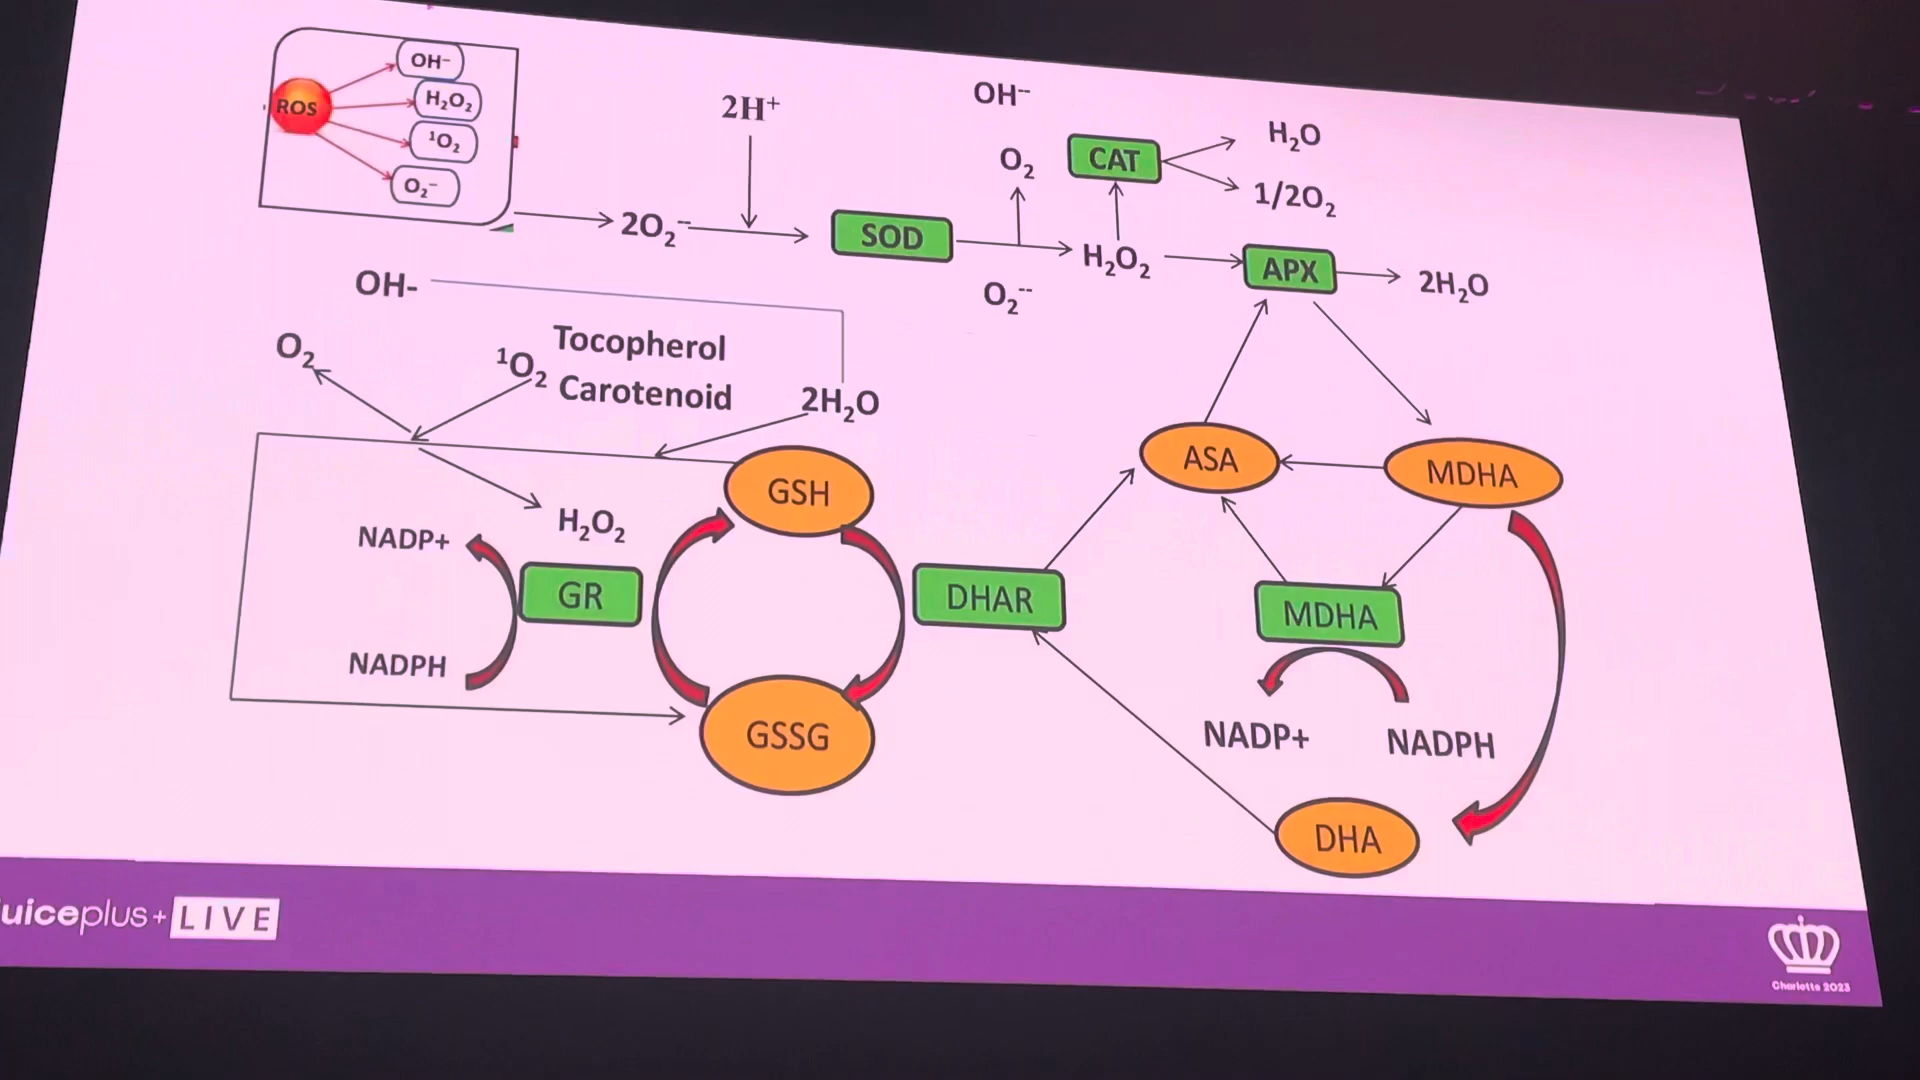 ROS
OH⁻
H₂O₂
¹O₂
O₂⁻
2H⁺
OH⁻
O₂
CAT
H₂O
1/2O₂
2O₂⁻
SOD
H₂O₂
APX
2H₂O
O₂⁻⁻
OH-
O₂
¹O₂
Tocopherol
Carotenoid
2H₂O
ASA
MDHA
GSH
H₂O₂
NADP+
GR
DHAR
MDHA
NADPH
GSSG
NADP+
NADPH
DHA
uiceplus+ LIVE
Charlotte 2023